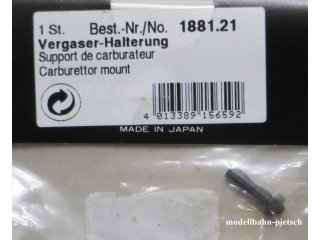 1 St. Best.-Nr./No. 1881.21
Vergaser-Halterung
Support de carburateur
Carburettor mount
4 013389 156592
MADE IN JAPAN
modellbahn-pietsch